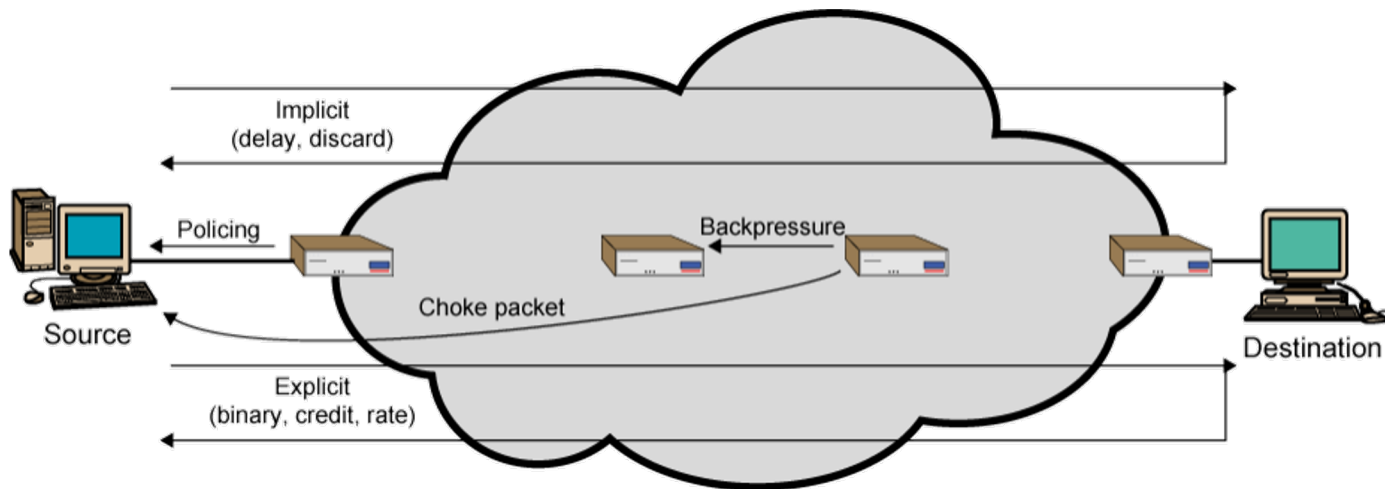 Implicit
(delay, discard)
Policing
Backpressure
Choke packet
Source
Destination
Explicit
(binary, credit, rate)